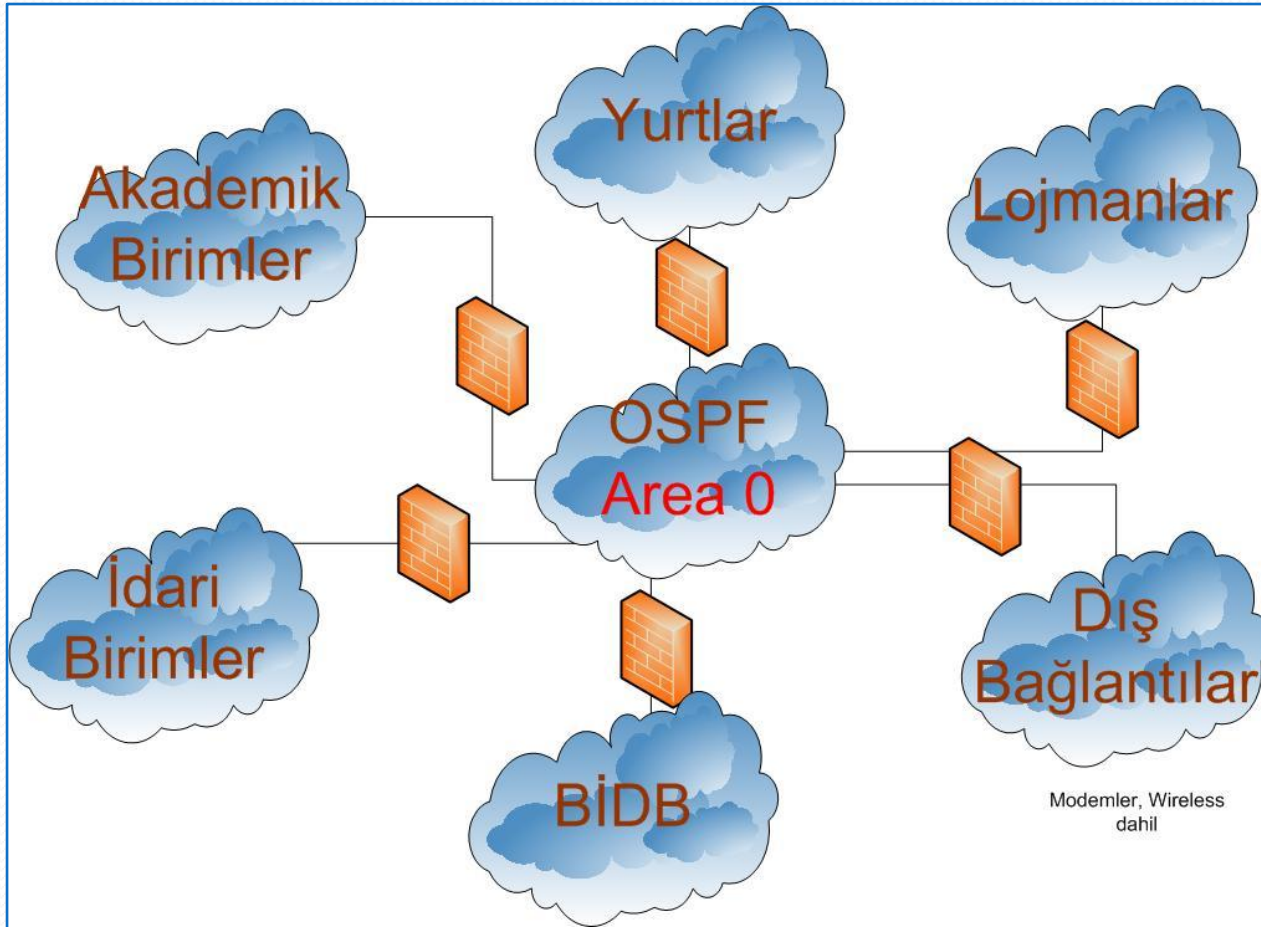 Yurtlar
Akademik
Birimler
Lojmanlar
OSPF
Area 0
İdari
Birimler
Dış
Bağlantılar
BİDB
Modemler, Wireless
dahil